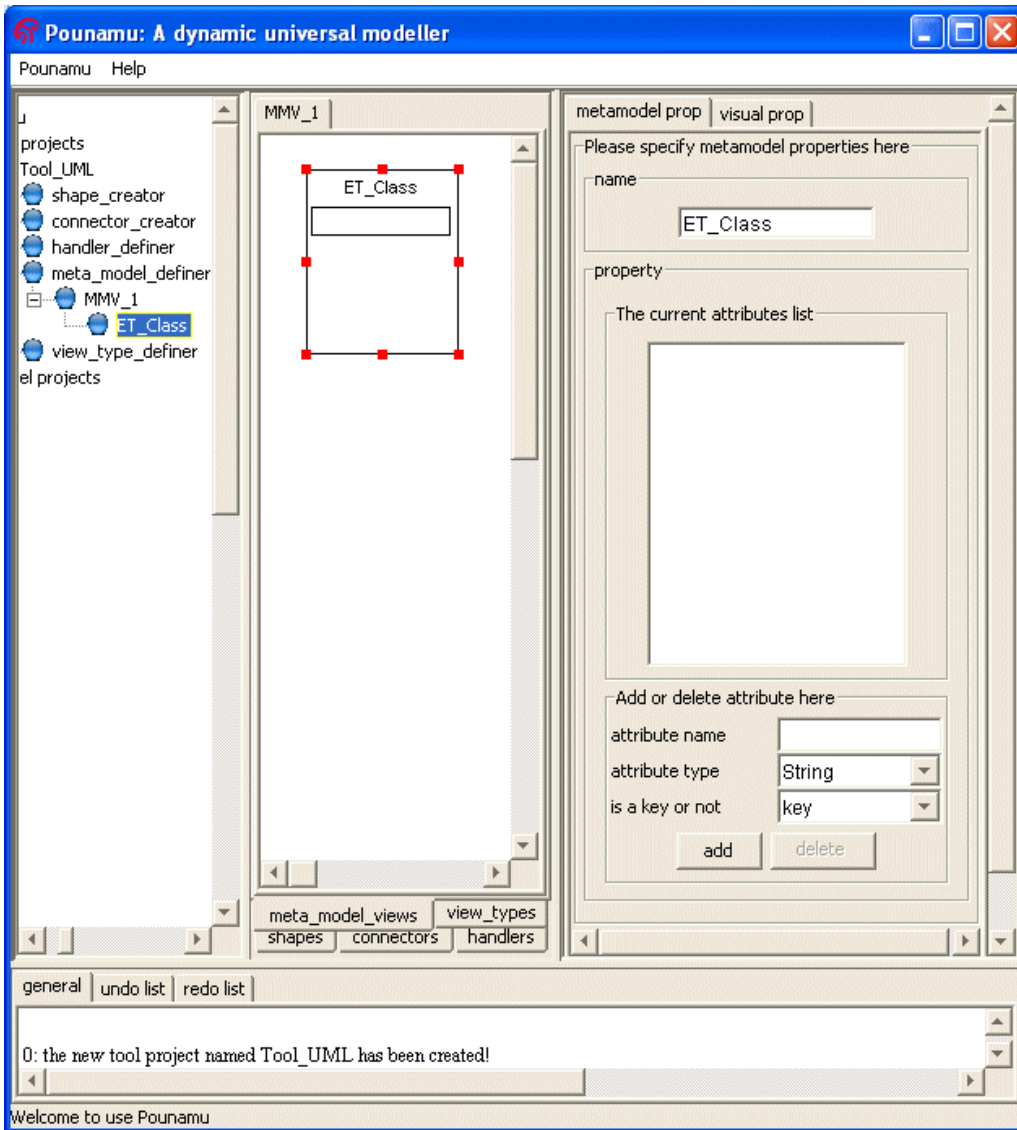 Pounamu: A dynamic universal modeller
Pounamu Help
projects
Tool_UML
shape_creator
connector_creator
handler_definer
meta_model_definer
MMV_1
ET_Class
view_type_definer
el projects
MMV_1
ET_Class
meta_model_views view_types
shapes connectors handlers
metamodel prop visual prop
Please specify metamodel properties here
name
ET_Class
property
The current attributes list
Add or delete attribute here
attribute name
attribute type String
is a key or not key
add delete
general undo list redo list
0: the new tool project named Tool_UML has been created!
Welcome to use Pounamu